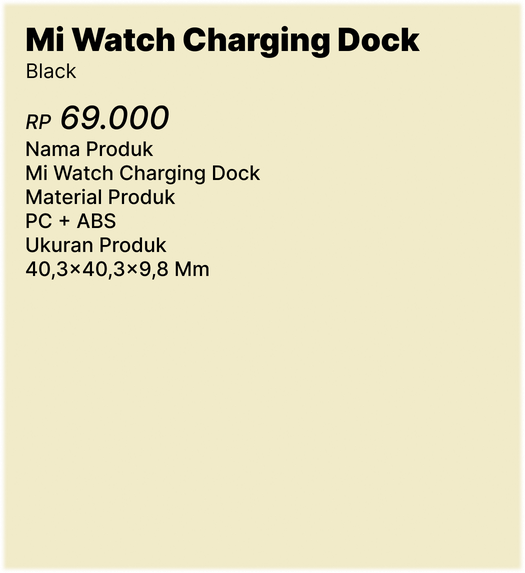 Mi Watch Charging Dock
Black
RP 69.000
Nama Produk
Mi Watch Charging Dock
Material Produk
PC + ABS
Ukuran Produk
40,3×40,3×9,8 Mm